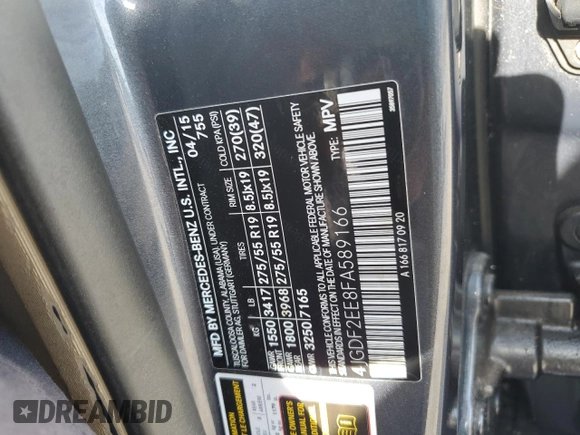 MFD BY MERCEDES-BENZ U.S. INTL., INC
TUSCALOOSA COUNTY, ALABAMA (USA), UNDER CONTRACT
FOR DAIMLER AG, STUTTGART (GERMANY)
04/15
755
KG LB TIRES RIM SIZE COLD KPA(PSI)
GVWR 1550 3417 275/55 R19 8.5Jx19 270(39)
1800 3968 275/55 R19 8.5Jx19 320(47)
REAR
GVWR 3250 7165
THIS VEHICLE CONFORMS TO ALL APPLICABLE FEDERAL MOTOR VEHICLE SAFETY
STANDARDS IN EFFECT ON THE DATE OF MANUFACTURE SHOWN ABOVE.
4JGDF2EE8FA589166 TYPE: MPV
A 166 817 09 20
DREAMBID